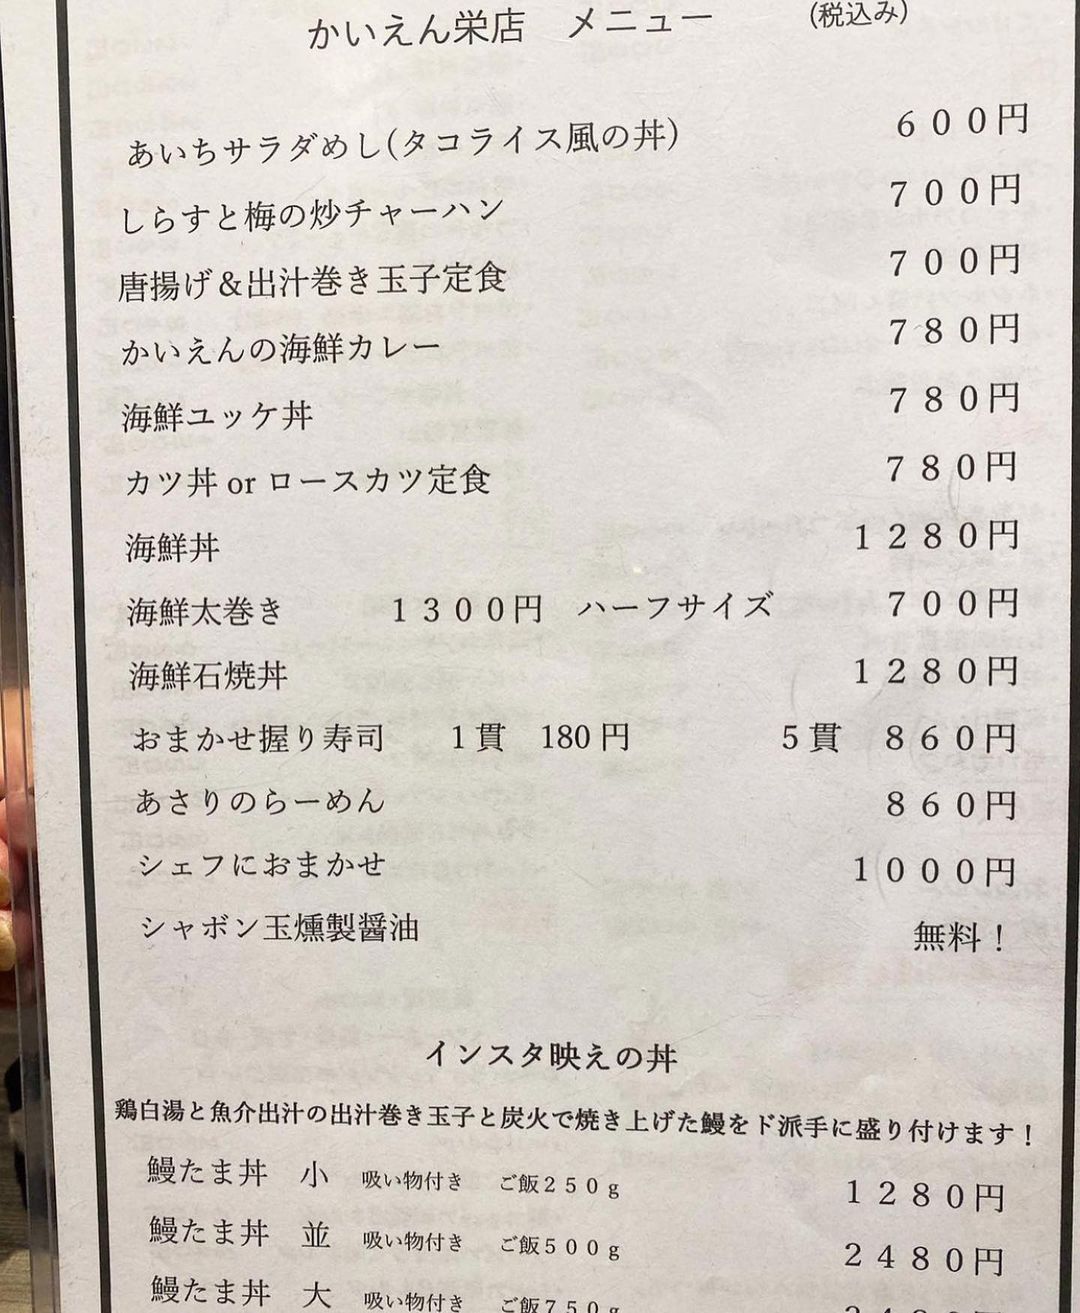 かいえん栄店　メニュー　(税込み)
あいちサラダめし(タコライス風の丼)　６００円
しらすと梅の炒チャーハン　７００円
唐揚げ＆出汁巻き玉子定食　７００円
かいえんの海鮮カレー　７８０円
海鮮ユッケ丼　７８０円
カツ丼 or ロースカツ定食　７８０円
海鮮丼　１２８０円
海鮮太巻き　１３００円　ハーフサイズ　７００円
海鮮石焼丼　１２８０円
おまかせ握り寿司　1 貫　180 円　５貫　８６０円
あさりのらーめん　８６０円
シェフにおまかせ　１０００円
シャボン玉燻製醤油　無料！
インスタ映えの丼
鶏白湯と魚介出汁の出汁巻き玉子と炭火で焼き上げた鰻をド派手に盛り付けます！
鰻たま丼　小　吸い物付き　ご飯２５０ｇ　１２８０円
鰻たま丼　並　吸い物付き　ご飯５００ｇ　２４８０円
鰻たま丼　大　吸い物付き　ご飯７５０ｇ